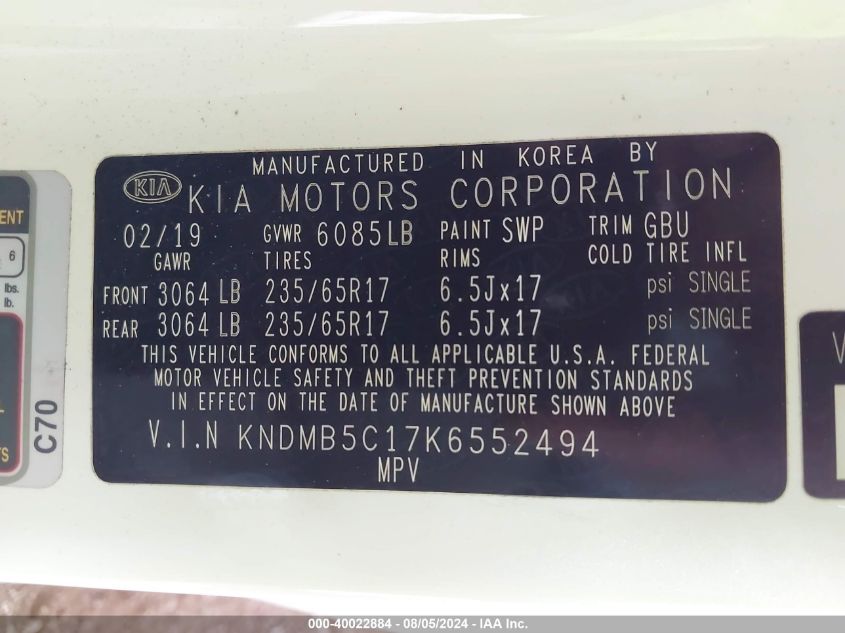 MANUFACTURED IN KOREA BY
KIA KIA MOTORS CORPORATION
02/19 GVWR 6085LB PAINT SWP TRIM GBU
GAWR TIRES RIMS COLD TIRE INFL
FRONT 3064 LB 235/65R17 6.5Jx17 psi SINGLE
REAR 3064 LB 235/65R17 6.5Jx17 psi SINGLE
THIS VEHICLE CONFORMS TO ALL APPLICABLE U.S.A. FEDERAL
MOTOR VEHICLE SAFETY AND THEFT PREVENTION STANDARDS
IN EFFECT ON THE DATE OF MANUFACTURE SHOWN ABOVE
V.I.N KNDMB5C17K6552494
MPV
6
lbs.
lb.
C70
000-40022884 - 08/05/2024 - IAA Inc.